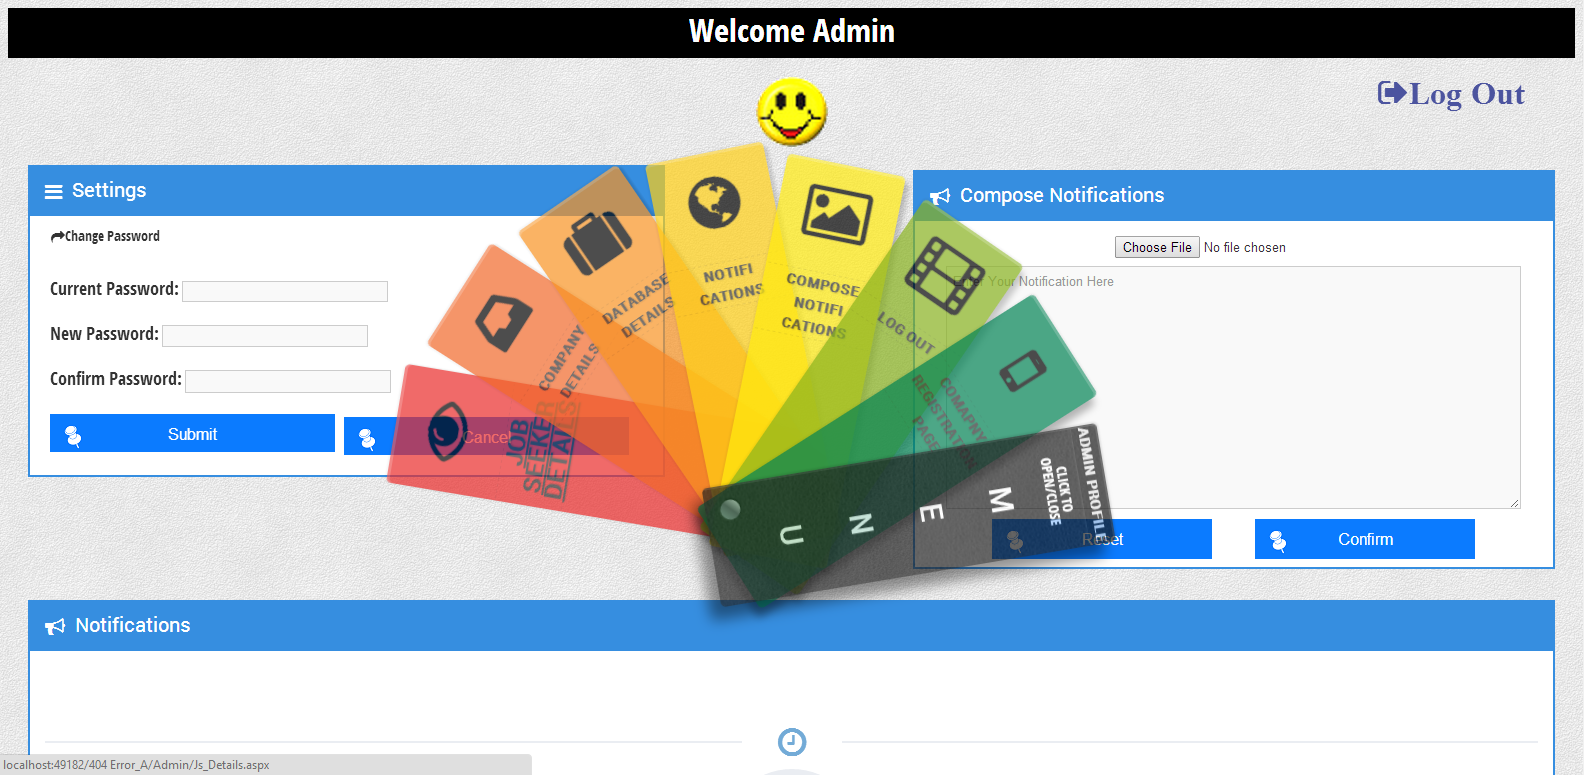 Welcome Admin
Log Out
Settings
Change Password
Current Password:
New Password:
Confirm Password:
Submit
Cancel
JOB
SEEKER
DETAILS
COMPANY
DETAILS
DATABASE
DETAILS
NOTIFI
CATIONS
COMPOSE
NOTIFI
CATIONS
LOG OUT
COMAPNY
REGISTRATION
PAGE
ADMIN PROFILE
CLICK TO
OPEN/CLOSE
M
E
N
U
Compose Notifications
Choose File No file chosen
Enter Your Notification Here
Reset
Confirm
Notifications
localhost:49182/404 Error_A/Admin/Js_Details.aspx